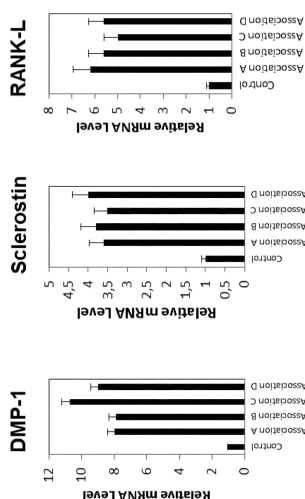 RANK-L
Relative mRNA Level
8
7
6
5
4
3
2
1
0
Control
Association A
Association B
Association C
Association D
Sclerostin
Relative mRNA Level
5
4,5
4
3,5
3
2,5
2
1,5
1
0,5
0
Control
Association A
Association B
Association C
Association D
DMP-1
Relative mRNA Level
12
10
8
6
4
2
0
Control
Association A
Association B
Association C
Association D